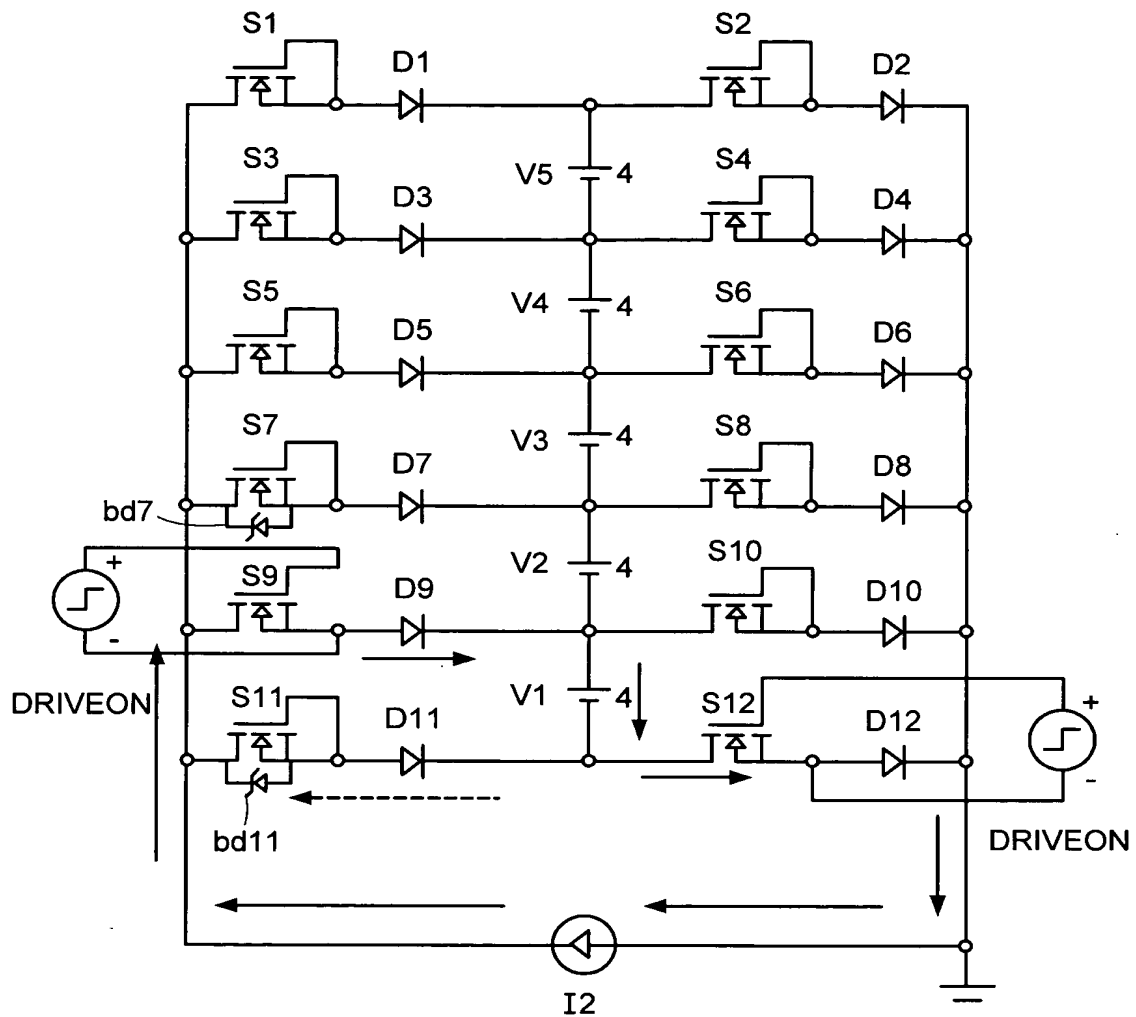 S1
S2
D1
D2
S3
V5
4
S4
D3
D4
S5
V4
4
S6
D5
D6
S7
V3
4
S8
D7
D8
bd7
S10
+
S9
V2
4
D9
D10
-
DRIVEON
S11
V1
4
S12
D11
D12
+
-
bd11
DRIVEON
I2